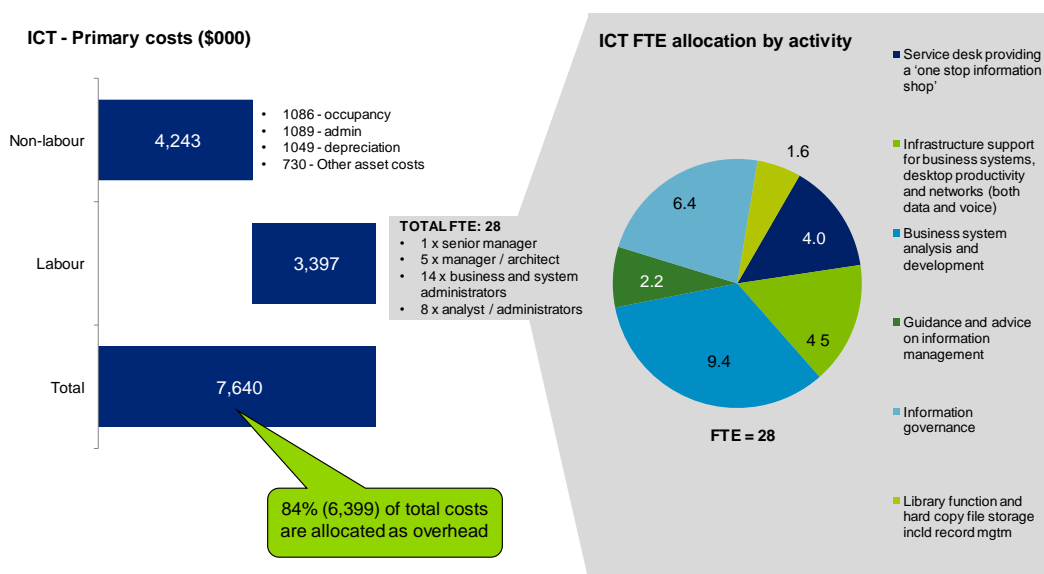 ICT - Primary costs ($000)
Non-labour
4,243
• 1086 - occupancy
• 1089 - admin
• 1049 - depreciation
• 730 - Other asset costs
Labour
3,397
TOTAL FTE: 28
• 1 x senior manager
• 5 x manager / architect
• 14 x business and system
administrators
• 8 x analyst / administrators
Total
7,640
84% (6,399) of total costs
are allocated as overhead
ICT FTE allocation by activity
1.6
6.4
4.0
2.2
4 5
9.4
FTE = 28
Service desk providing
a ‘one stop information
shop’
Infrastructure support
for business systems,
desktop productivity
and networks (both
data and voice)
Business system
analysis and
development
Guidance and advice
on information
management
Information
governance
Library function and
hard copy file storage
incld record mgtm